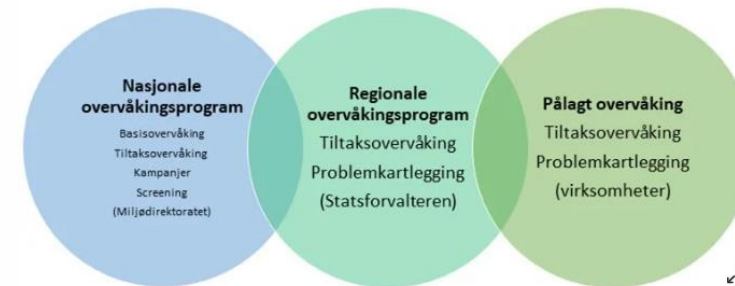 Nasjonale
overvåkingsprogram
Basisovervåking
Tiltaksovervåking
Kampanjer
Screening
(Miljødirektoratet)
Regionale
overvåkingsprogram
Tiltaksovervåking
Problemkartlegging
(Statsforvalteren)
Pålagt overvåking
Tiltaksovervåking
Problemkartlegging
(virksomheter)